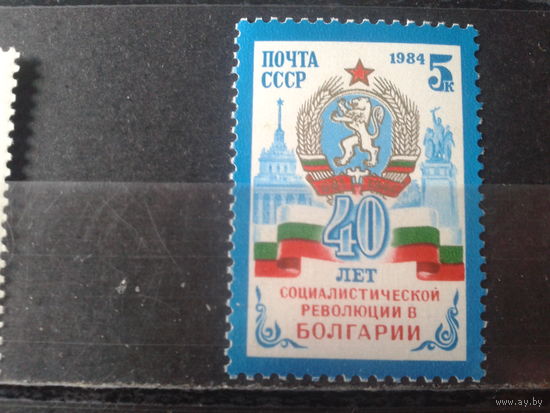 ПОЧТА 1984 5К
СССР
40
ЛЕТ
СОЦИАЛИСТИЧЕСКОЙ
РЕВОЛЮЦИИ В
БОЛГАРИИ
www.ay.by